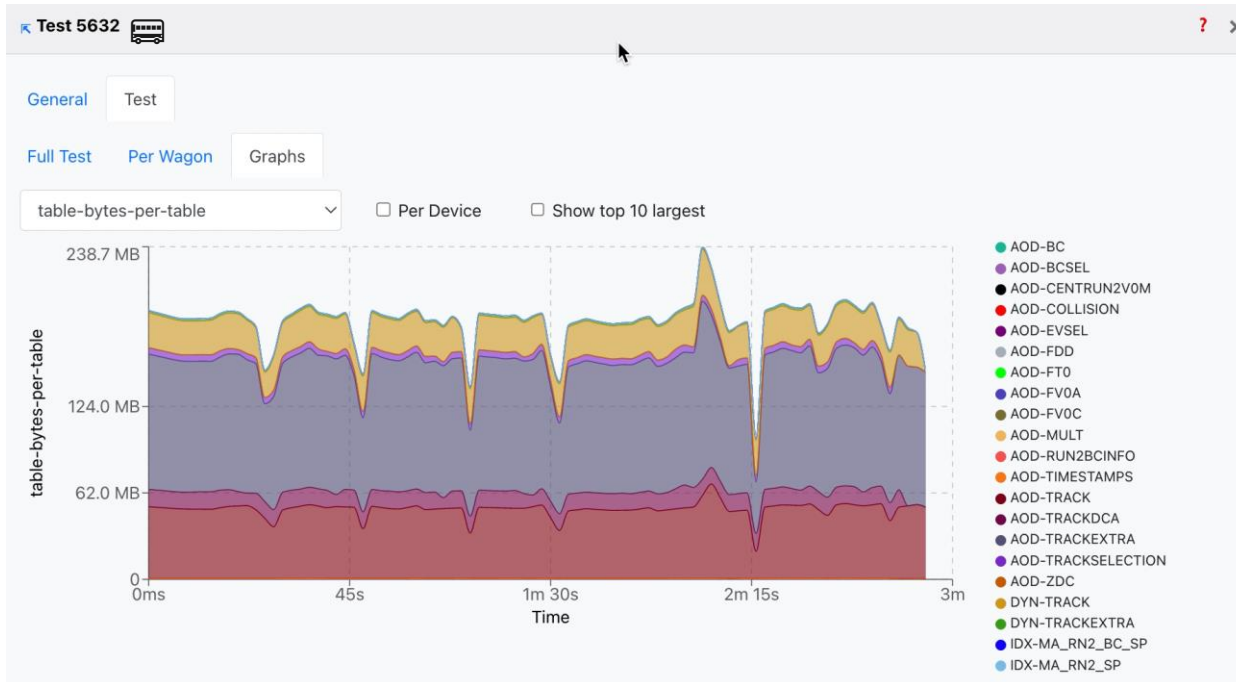 Test 5632
?
General Test
Full Test Per Wagon Graphs
table-bytes-per-table Per Device Show top 10 largest
table-bytes-per-table
238.7 MB
124.0 MB
62.0 MB
0
0ms 45s 1m 30s 2m 15s 3m
Time
AOD-BC
AOD-BCSEL
AOD-CENTRUN2V0M
AOD-COLLISION
AOD-EVSEL
AOD-FDD
AOD-FT0
AOD-FV0A
AOD-FV0C
AOD-MULT
AOD-RUN2BCINFO
AOD-TIMESTAMPS
AOD-TRACK
AOD-TRACKDCA
AOD-TRACKEXTRA
AOD-TRACKSELECTION
AOD-ZDC
DYN-TRACK
DYN-TRACKEXTRA
IDX-MA_RN2_BC_SP
IDX-MA_RN2_SP